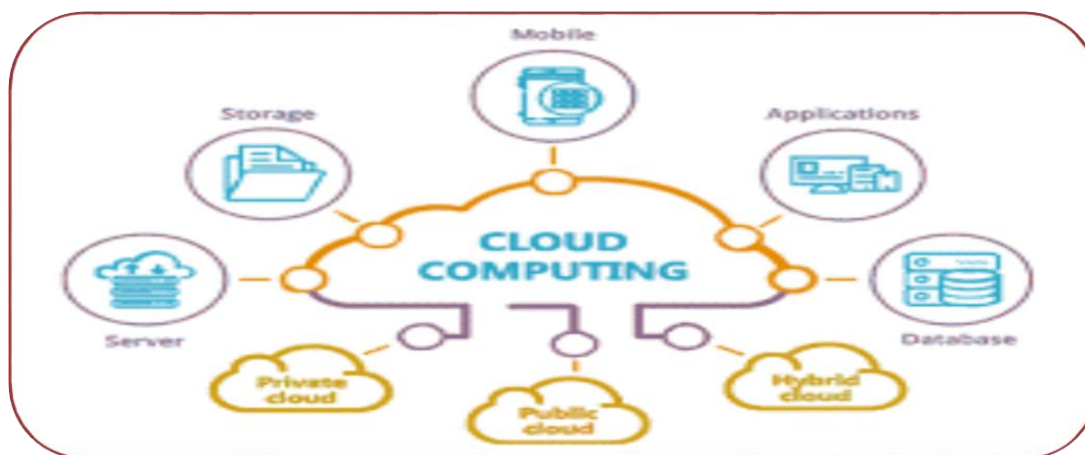 Mobile
Storage
Applications
CLOUD
COMPUTING
Server
Database
Private
cloud
Public
cloud
Hybrid
cloud